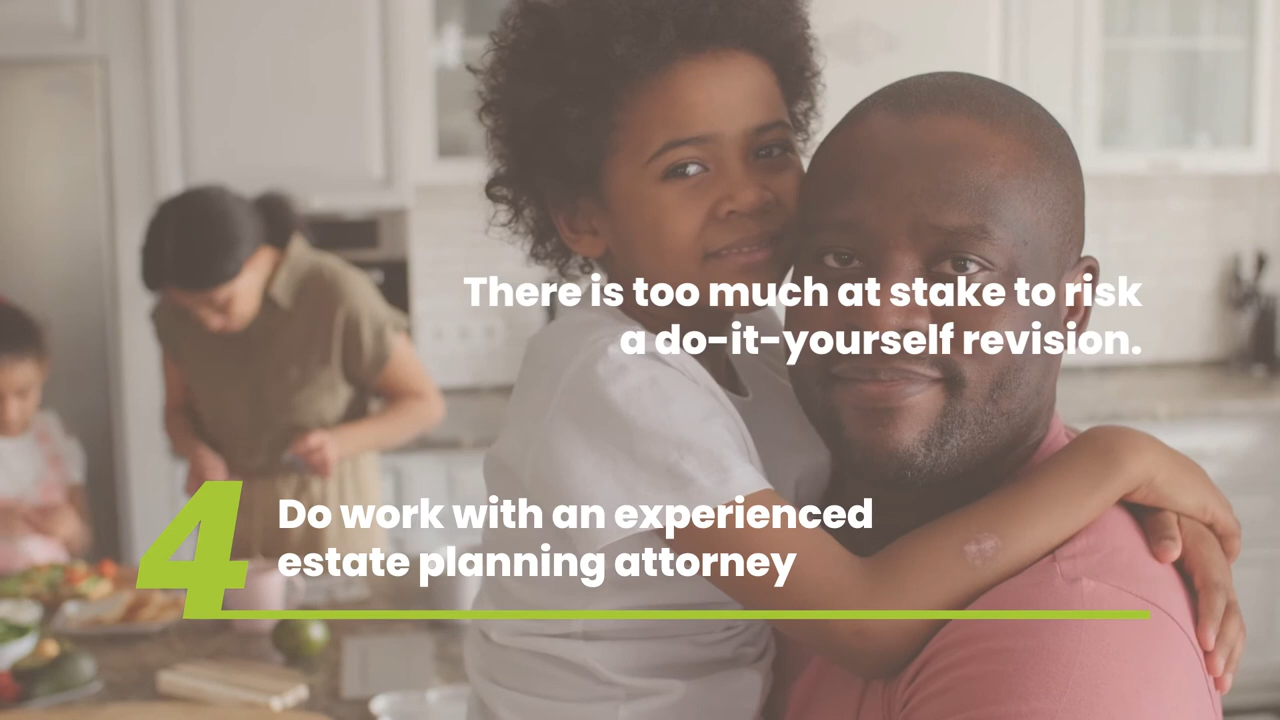 There is too much at stake to risk
a do-it-yourself revision.
4
Do work with an experienced
estate planning attorney